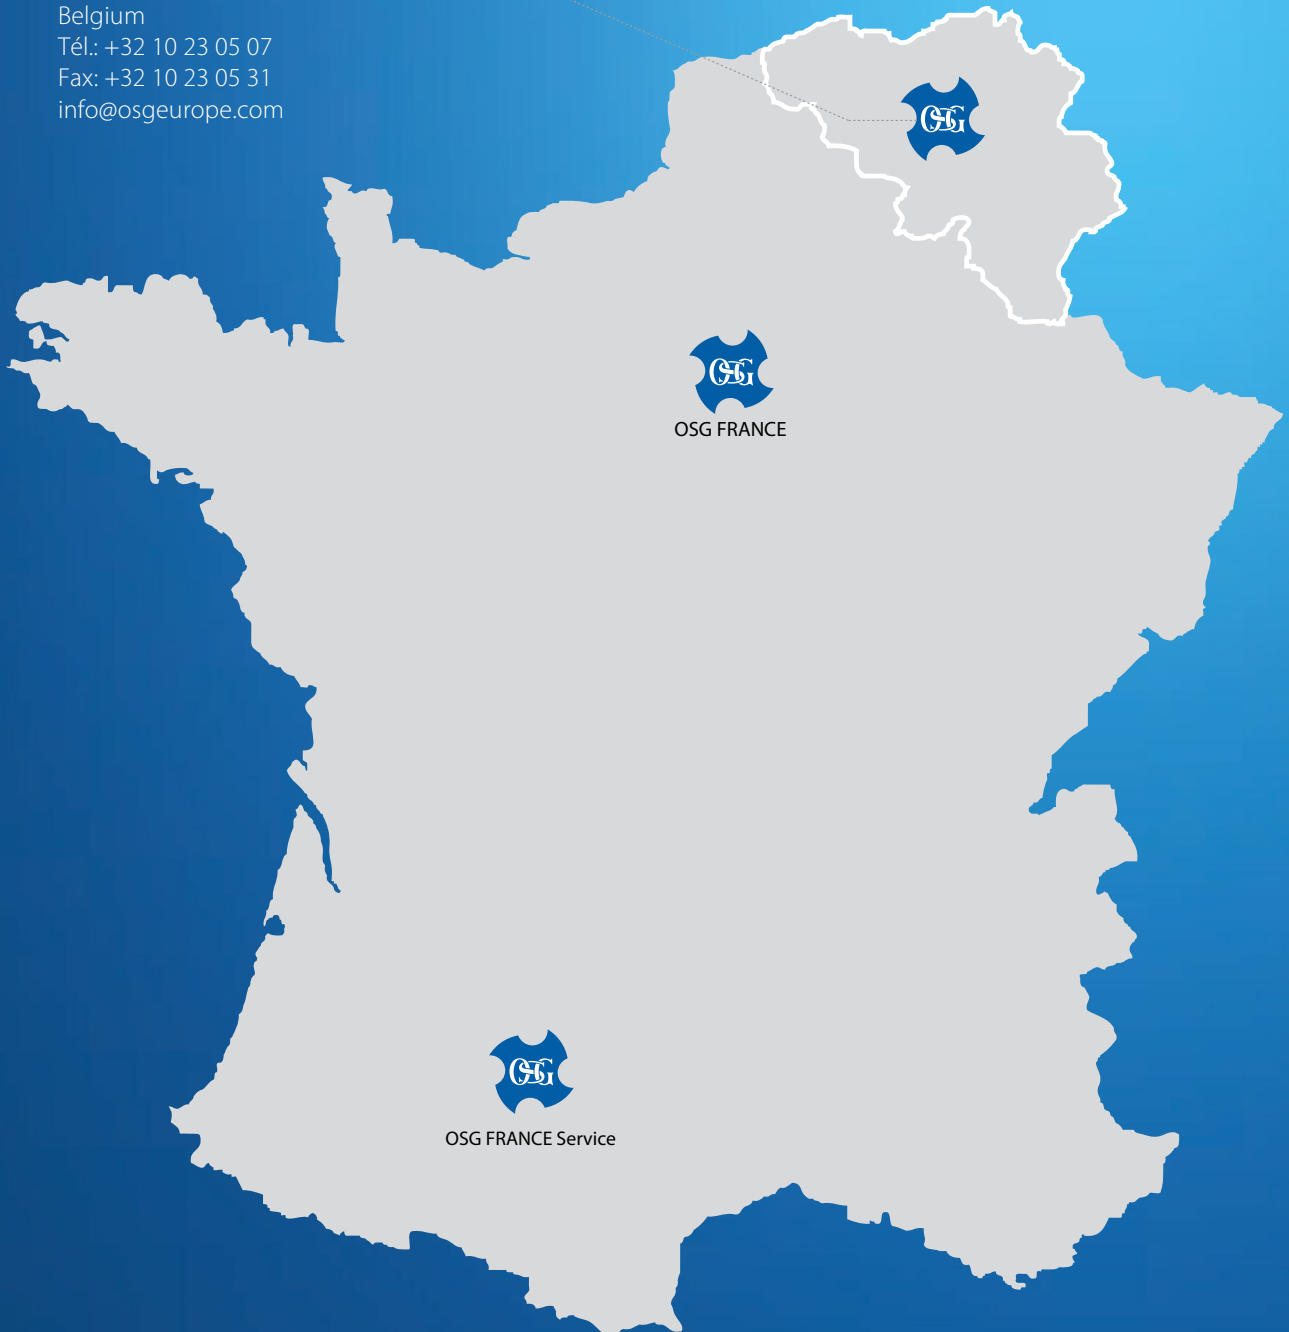 Belgium
Tél.: +32 10 23 05 07
Fax: +32 10 23 05 31
info@osgeurope.com
OSG
OSG
OSG FRANCE
OSG
OSG FRANCE Service